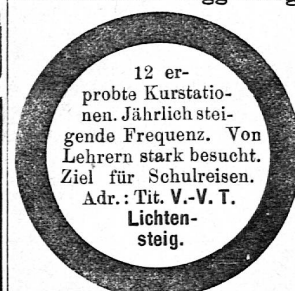 12 er-
probte Kurstatio-
nen. Jährlich stei-
gende Frequenz. Von
Lehrern stark besucht.
Ziel für Schulreisen.
Adr.: Tit. V.-V. T.
Lichten-
steig.